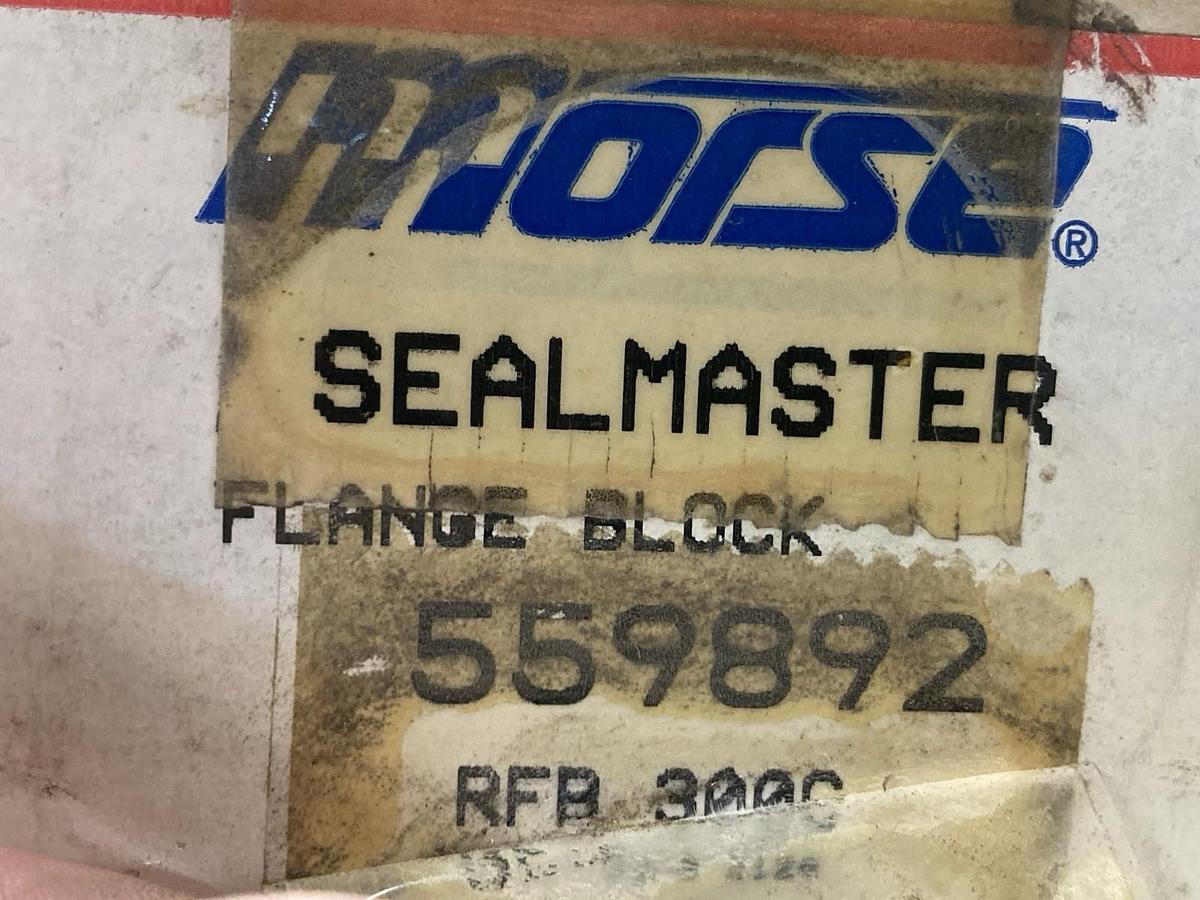 morse®
SEALMASTER
FLANGE BLOCK
559892
RFB 300C